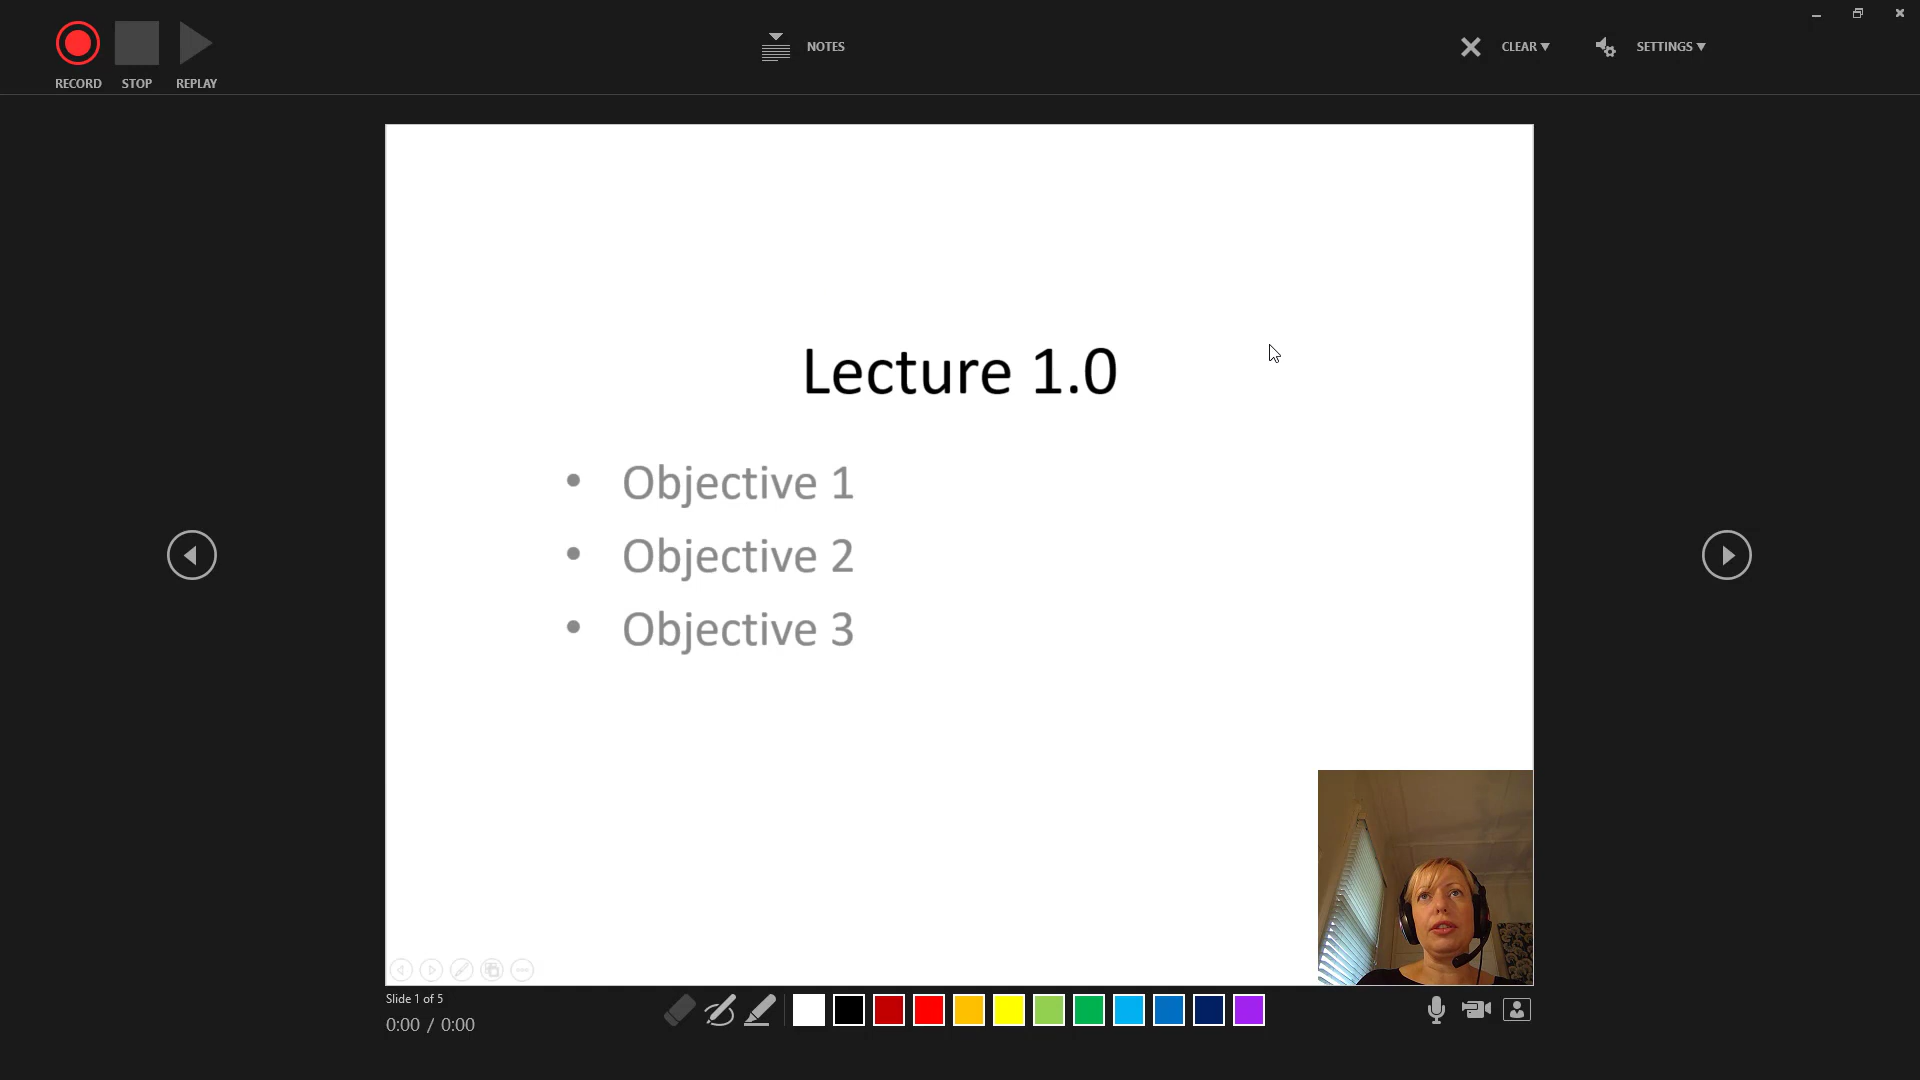 RECORD STOP REPLAY
NOTES
CLEAR
SETTINGS
Lecture 1.0
• Objective 1
• Objective 2
• Objective 3
Slide 1 of 5
0:00 / 0:00